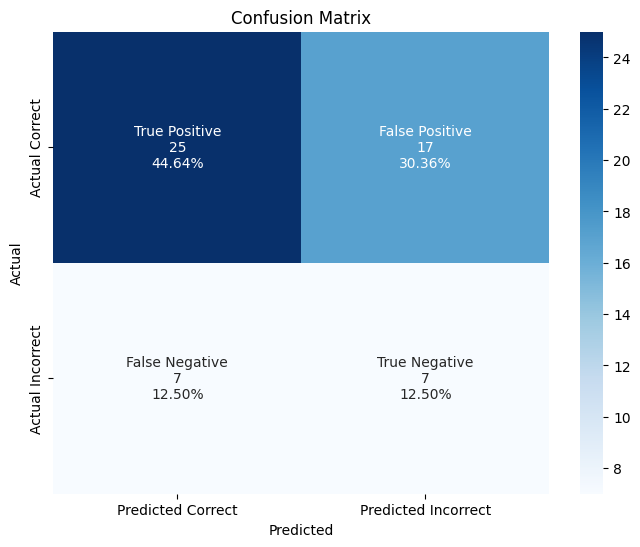 Confusion Matrix
Actual
Actual Correct
Actual Incorrect
True Positive
25
44.64%
False Positive
17
30.36%
False Negative
7
12.50%
True Negative
7
12.50%
Predicted Correct
Predicted Incorrect
Predicted
24
22
20
18
16
14
12
10
8